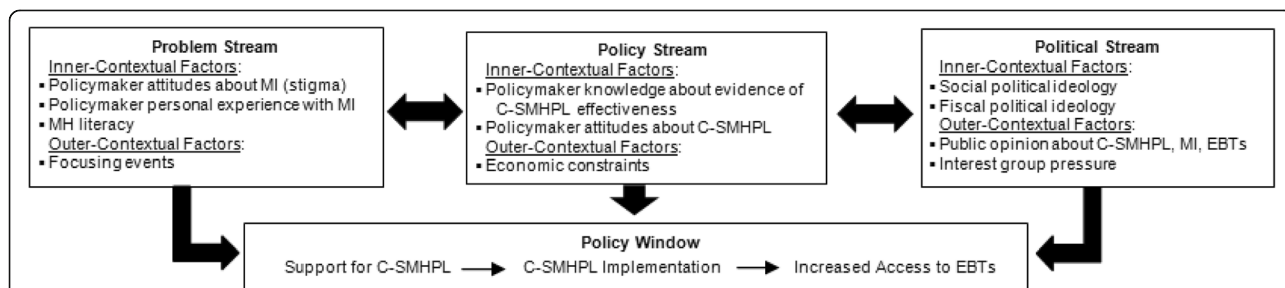 Problem Stream
Inner-Contextual Factors:
▪ Policymaker attitudes about MI (stigma)
▪ Policymaker personal experience with MI
▪ MH literacy
Outer-Contextual Factors:
▪ Focusing events
Policy Stream
Inner-Contextual Factors:
▪ Policymaker knowledge about evidence of
C-SMHPL effectiveness
▪ Policymaker attitudes about C-SMHPL
Outer-Contextual Factors:
▪ Economic constraints
Political Stream
Inner-Contextual Factors:
▪ Social political ideology
▪ Fiscal political ideology
Outer-Contextual Factors:
▪ Public opinion about C-SMHPL, MI, EBTs
▪ Interest group pressure
Policy Window
Support for C-SMHPL → C-SMHPL Implementation → Increased Access to EBTs